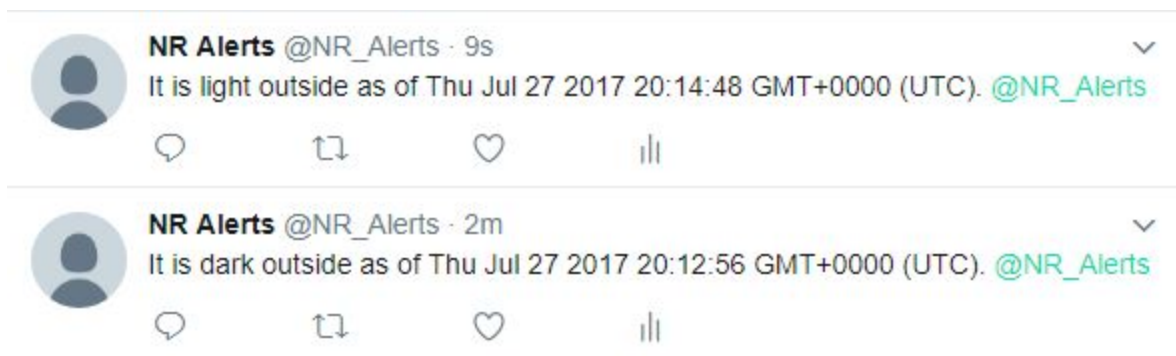 NR Alerts @NR_Alerts · 9s
It is light outside as of Thu Jul 27 2017 20:14:48 GMT+0000 (UTC). @NR_Alerts
NR Alerts @NR_Alerts · 2m
It is dark outside as of Thu Jul 27 2017 20:12:56 GMT+0000 (UTC). @NR_Alerts